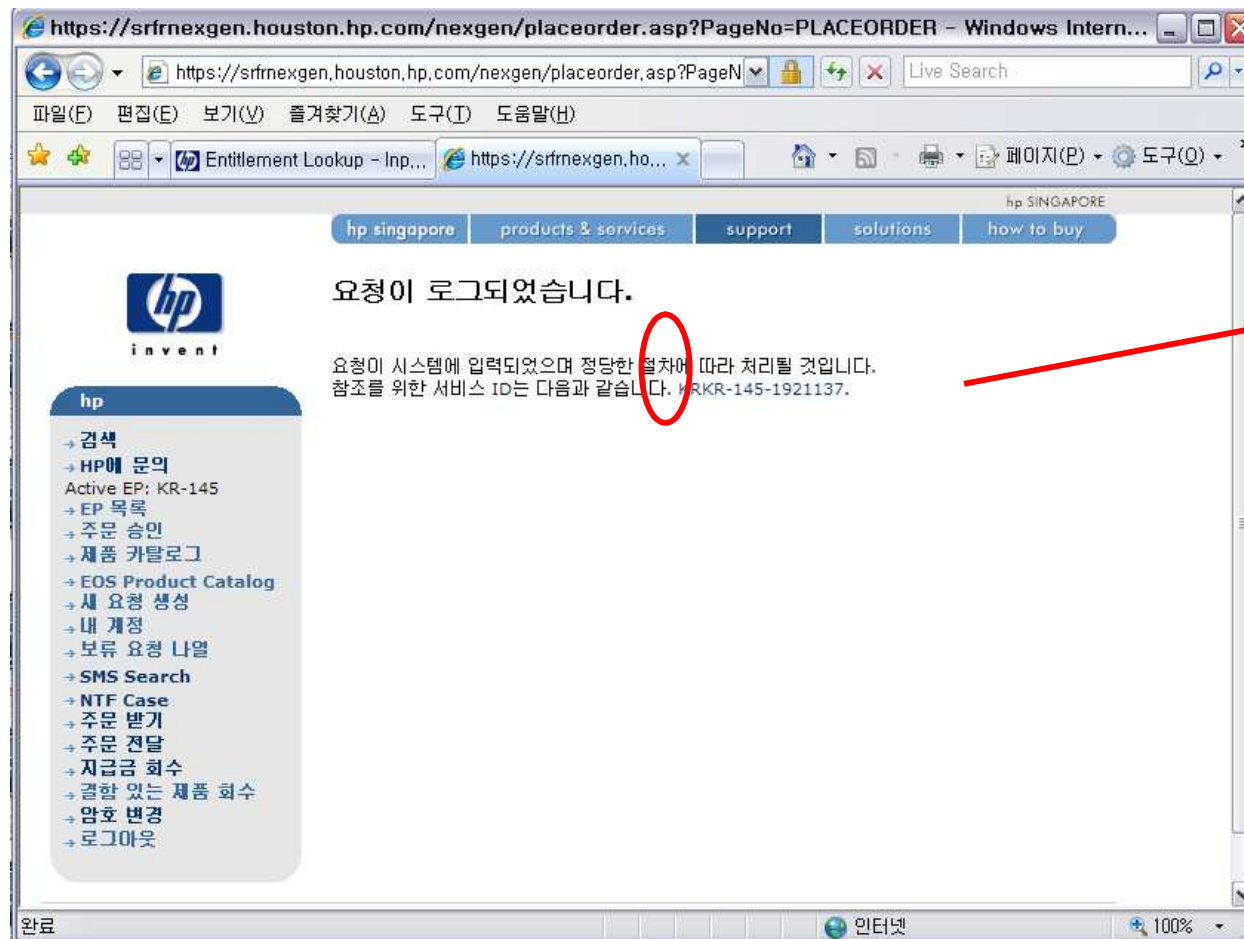 https://srfrnexgen.houston.hp.com/nexgen/placeorder.asp?PageNo=PLACEORDER - Windows Intern...
https://srfrnexgen.houston.hp.com/nexgen/placeorder.asp?PageN
Live Search
파일(F) 편집(E) 보기(V) 즐겨찾기(A) 도구(T) 도움말(H)
Entitlement Lookup - Inp... https://srfrnexgen.ho... 페이지(P) 도구(O)
hp SINGAPORE
hp singapore products & services support solutions how to buy
hp
invent
요청이 로그되었습니다.
요청이 시스템에 입력되었으며 정당한 절차에 따라 처리될 것입니다.
참조를 위한 서비스 ID는 다음과 같습니다. KRKR-145-1921137.
hp
검색
HP에 문의
Active EP: KR-145
EP 목록
주문 승인
제품 카탈로그
EOS Product Catalog
새 요청 생성
내 계정
보류 요청 나열
SMS Search
NTF Case
주문 받기
주문 전달
지급금 회수
결함 있는 제품 회수
암호 변경
로그아웃
완료 인터넷 100%